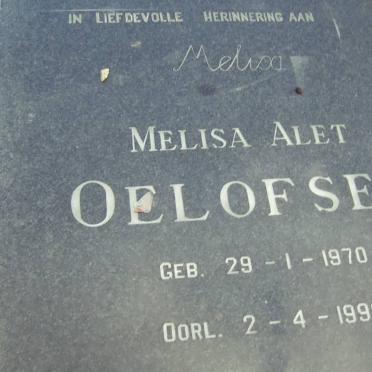 IN LIEFDEVOLLE HERINNERING AAN
Melisa
MELISA ALET
OELOFSE
GEB. 29-1-1970
OORL. 2-4-199